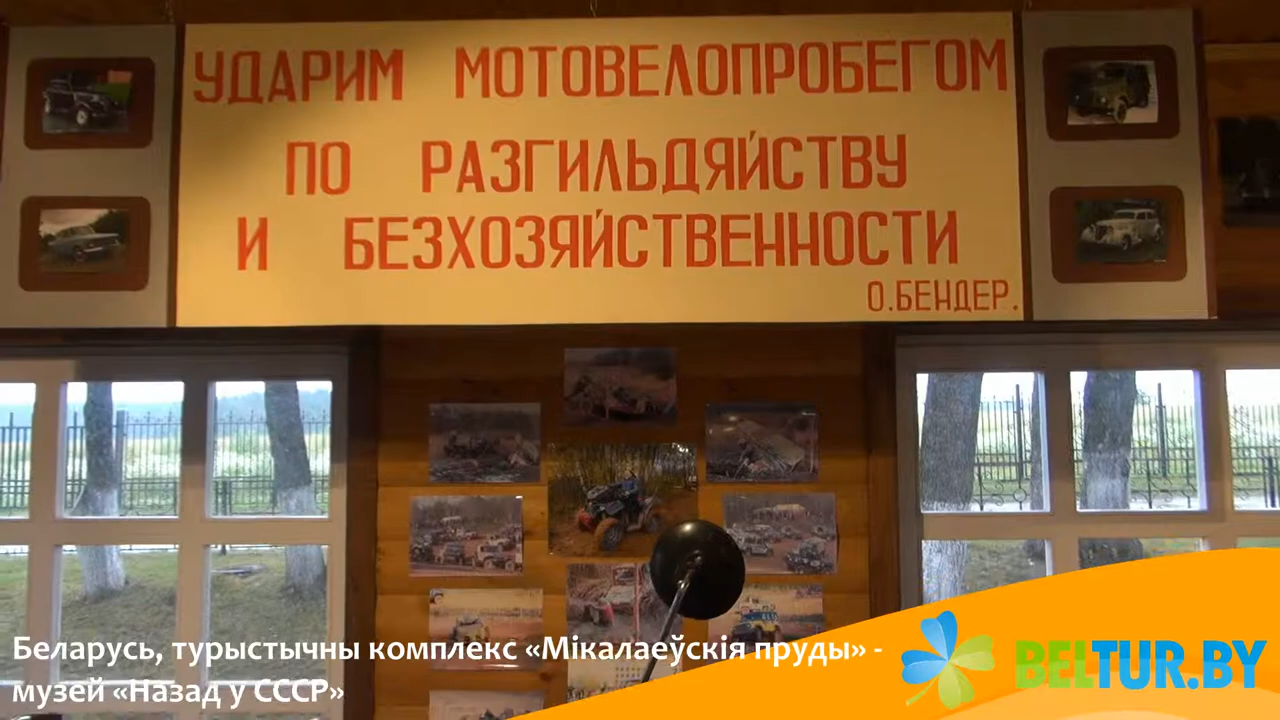 УДАРИМ МОТОВЕЛОПРОБЕГОМ
ПО РАЗГИЛЬДЯЙСТВУ
И БЕЗХОЗЯЙСТВЕННОСТИ
О.БЕНДЕР.
Беларусь, турыстычны комплекс «Мікалаеўскія пруды» -
музей «Назад у СССР»
BELTUR.BY